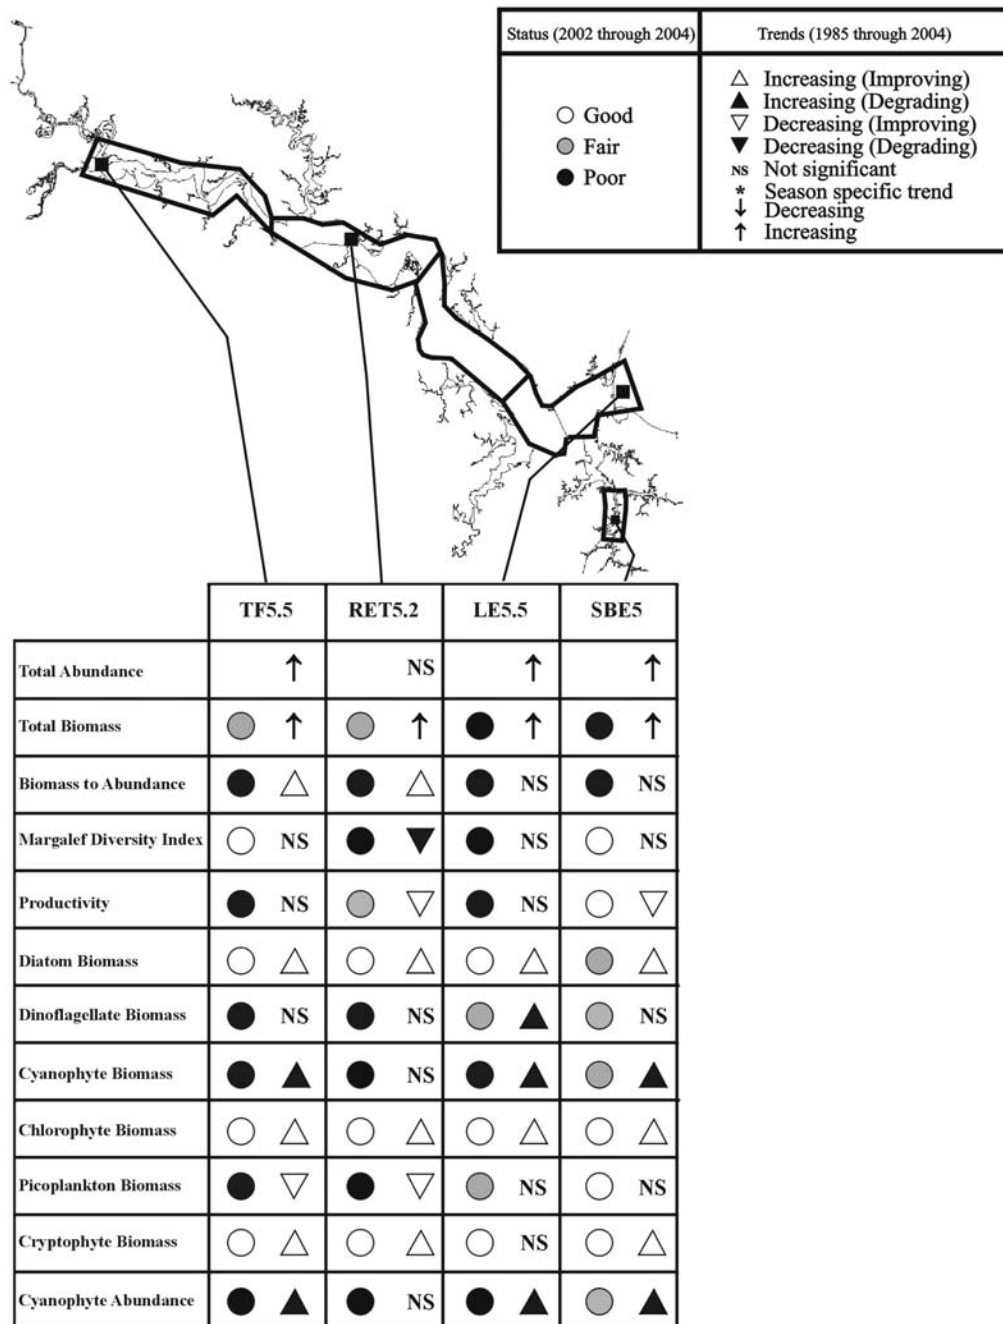 Status (2002 through 2004) Trends (1985 through 2004)
Good
Fair
Poor
Increasing (Improving)
Increasing (Degrading)
Decreasing (Improving)
Decreasing (Degrading)
NS Not significant
* Season specific trend
↓ Decreasing
↑ Increasing
TF5.5 RET5.2 LE5.5 SBE5
Total Abundance ↑ NS ↑ ↑
Total Biomass ↑ ↑ ↑ ↑
Biomass to Abundance NS NS
Margalef Diversity Index NS NS NS
Productivity NS NS
Diatom Biomass
Dinoflagellate Biomass NS NS NS
Cyanophyte Biomass NS
Chlorophyte Biomass
Picoplankton Biomass NS NS
Cryptophyte Biomass NS
Cyanophyte Abundance NS